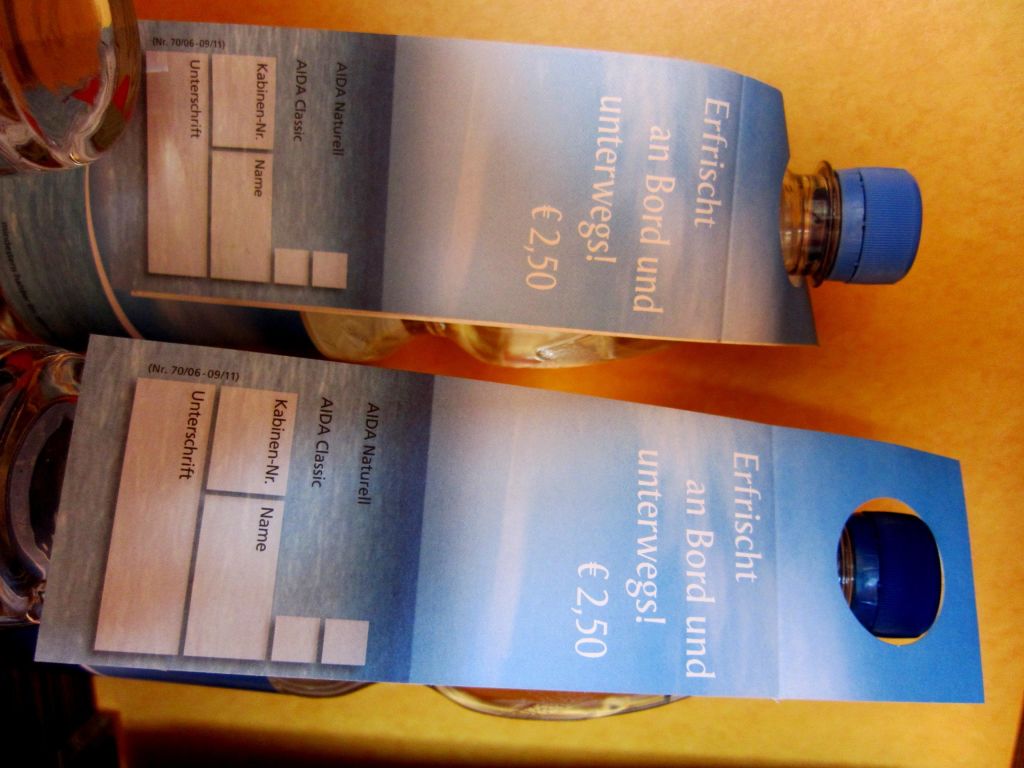 Erfrischt
an Bord und
unterwegs!
€ 2,50
AIDA Naturell
AIDA Classic
Kabinen-Nr.
Name
Unterschrift
(Nr. 70/06-09/11)
Erfrischt
an Bord und
unterwegs!
€ 2,50
AIDA Naturell
AIDA Classic
Kabinen-Nr.
Name
Unterschrift
(Nr. 70/06-09/11)